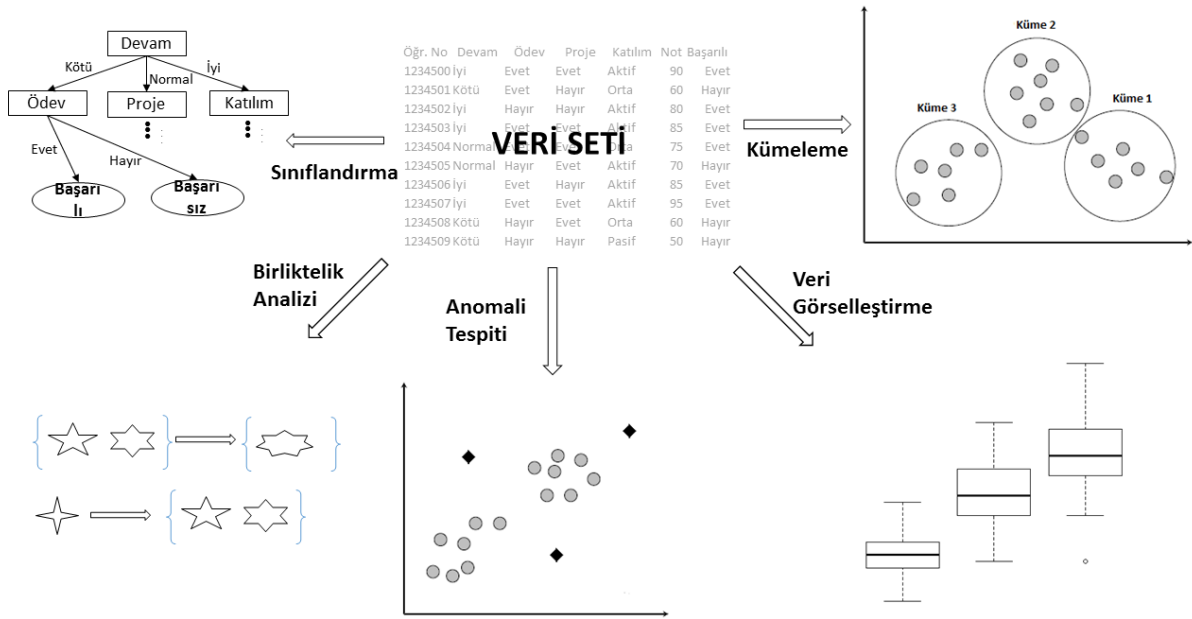 Devam
Kötü
Normal
İyi
Ödev
Proje
Katılım
Evet
Hayır
Başarı
lı
Başarı
sız
Sınıflandırma
Öğr. No Devam Ödev Proje Katılım Not Başarılı
1234500 İyi Evet Evet Aktif 90 Evet
1234501 Kötü Evet Hayır Orta 60 Hayır
1234502 İyi Hayır Hayır Aktif 80 Evet
1234503 İyi Evet Evet Aktif 85 Evet
1234504 Normal Evet Evet Orta 75 Evet
VERİ SETİ
1234505 Normal Hayır Evet Aktif 70 Hayır
1234506 İyi Evet Hayır Aktif 85 Evet
1234507 İyi Evet Evet Aktif 95 Evet
1234508 Kötü Hayır Evet Orta 60 Hayır
1234509 Kötü Hayır Hayır Pasif 50 Hayır
Kümeleme
Küme 2
Küme 3
Küme 1
Birliktelik
Analizi
Anomali
Tespiti
Veri
Görselleştirme